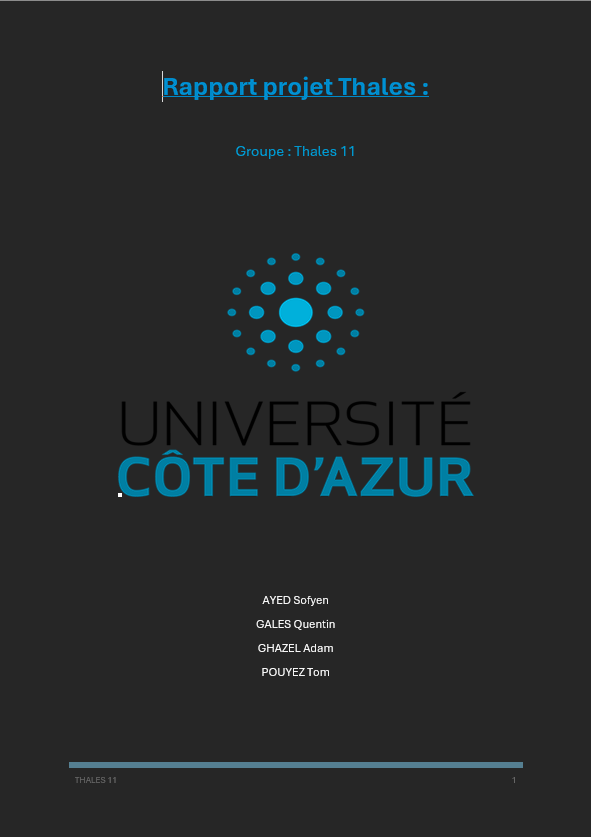 Rapport projet Thales :
Groupe : Thales 11
UNIVERSITÉ
CÔTE D'AZUR
AYED Sofyen
GALES Quentin
GHAZEL Adam
POUYEZ Tom
THALES 11
1